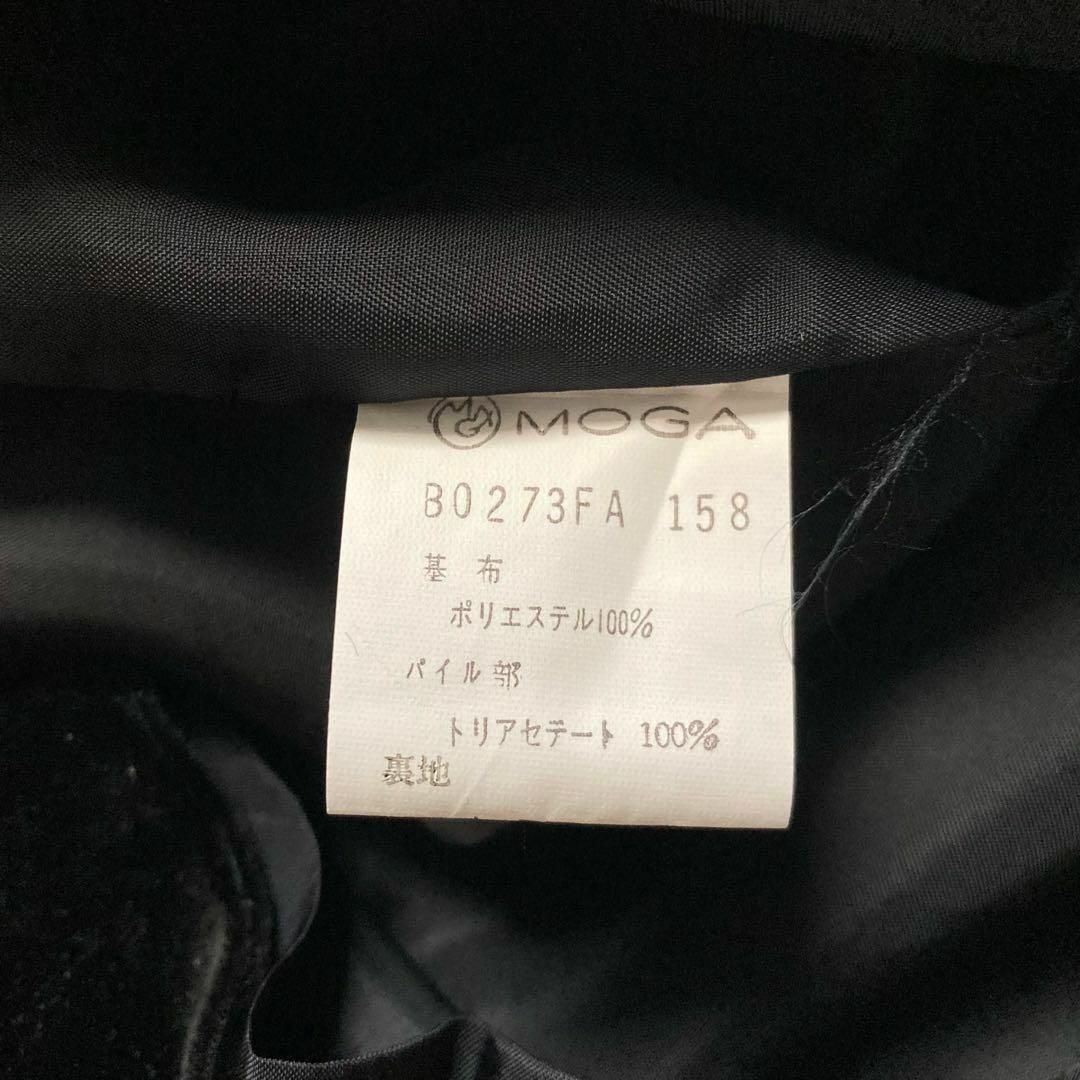 MOGA
B0273FA 158
基布
ポリエステル100%
パイル部
トリアセテート 100%
裏地